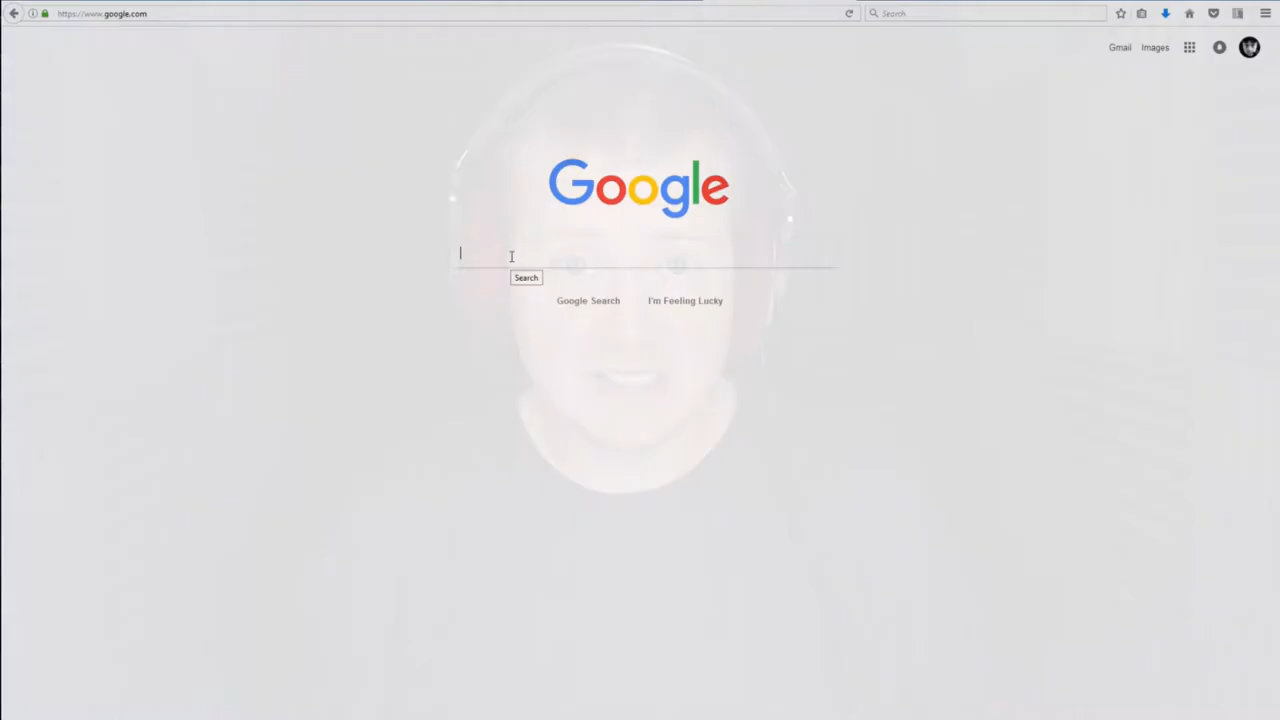 https://www.google.com
Search
Gmail
Images
Google
Search
Google Search
I'm Feeling Lucky